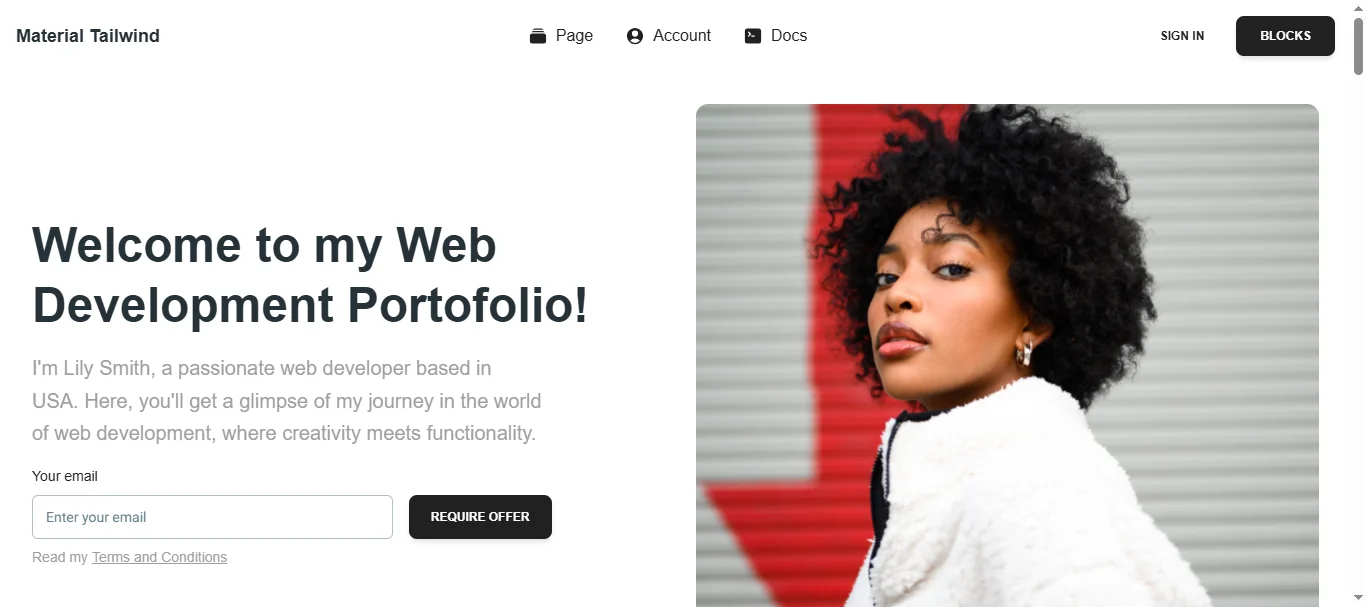 Material Tailwind
Page
Account
Docs
SIGN IN
BLOCKS
Welcome to my Web
Development Portofolio!
I'm Lily Smith, a passionate web developer based in
USA. Here, you'll get a glimpse of my journey in the world
of web development, where creativity meets functionality.
Your email
Enter your email
REQUIRE OFFER
Read my Terms and Conditions